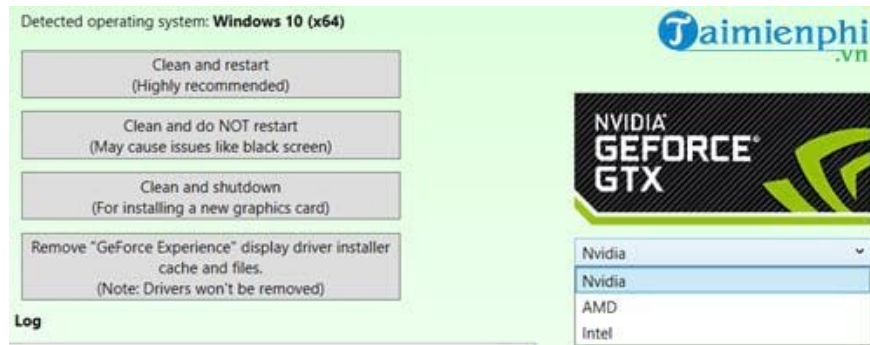 Detected operating system: Windows 10 (x64)
Clean and restart
(Highly recommended)
Clean and do NOT restart
(May cause issues like black screen)
Clean and shutdown
(For installing a new graphics card)
Remove "GeForce Experience" display driver installer
cache and files.
(Note: Drivers won't be removed)
Log
Taimienphi
.vn
NVIDIA
GEFORCE®
GTX
Nvidia
Nvidia
AMD
Intel